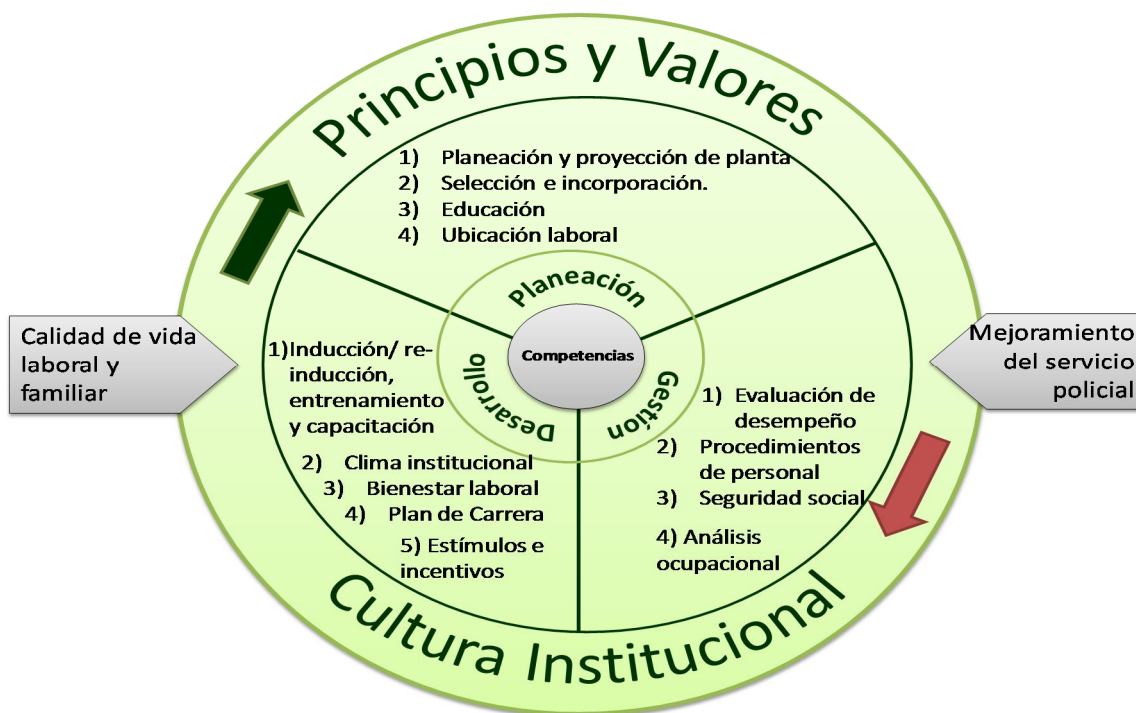 Principios y Valores
1) Planeación y proyección de planta
2) Selección e incorporación.
3) Educación
4) Ubicación laboral
Planeación
Competencias
Desarrollo
Gestion
Calidad de vida
laboral y
familiar
1)Inducción/ re-
inducción,
entrenamiento
y capacitación
2) Clima institucional
3) Bienestar laboral
4) Plan de Carrera
5) Estímulos e
incentivos
1) Evaluación de
desempeño
2) Procedimientos
de personal
3) Seguridad social
4) Análisis
ocupacional
Mejoramiento
del servicio
policial
Cultura Institucional